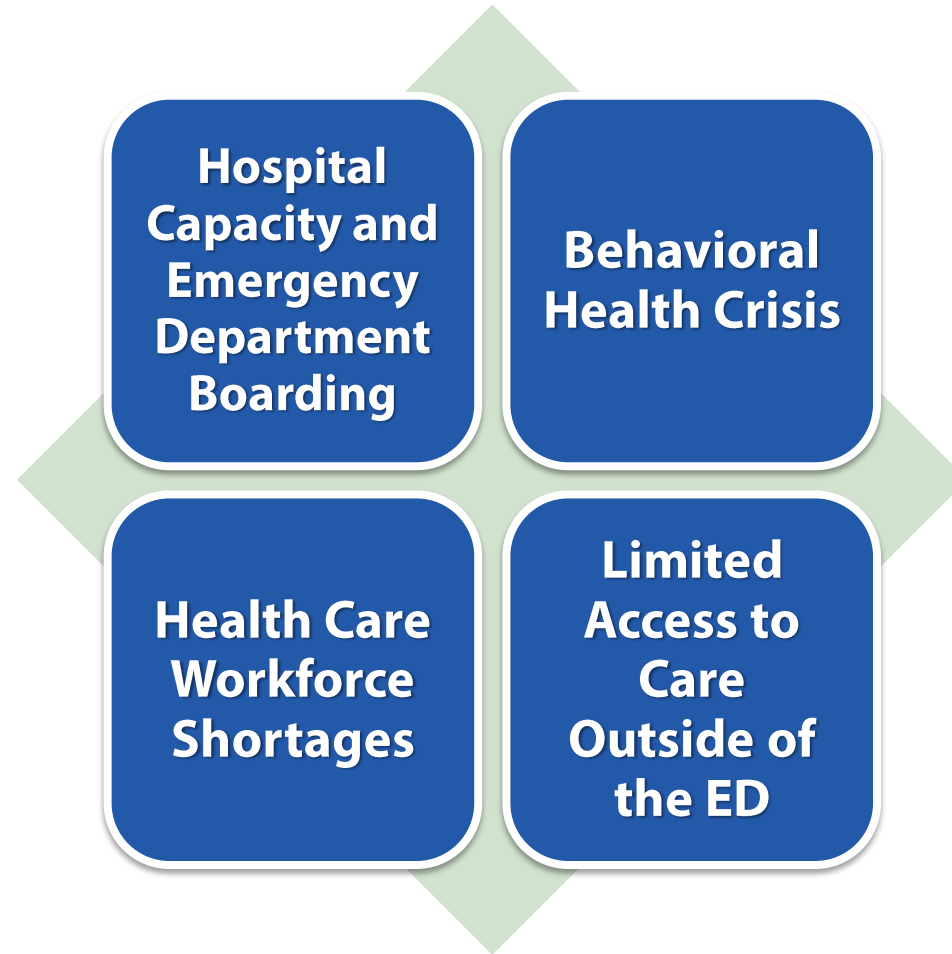 Hospital
Capacity and
Emergency
Department
Boarding
Behavioral
Health Crisis
Health Care
Workforce
Shortages
Limited
Access to
Care
Outside of
the ED